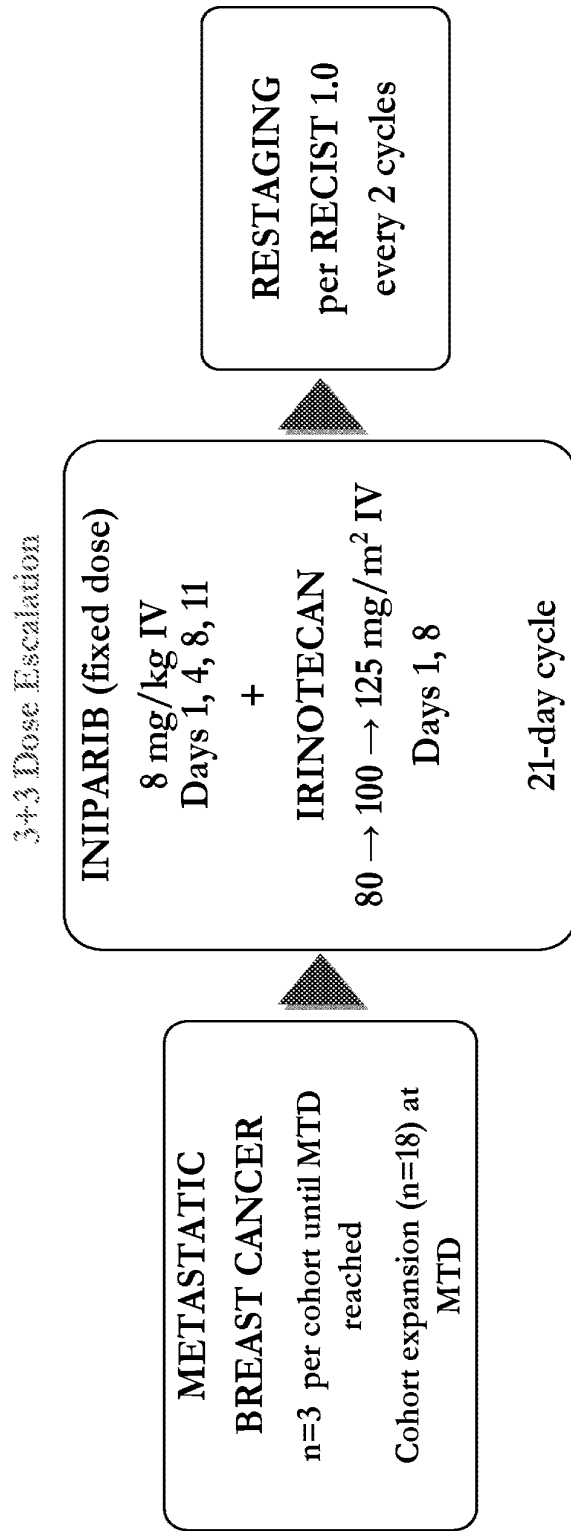 3+3 Dose Escalation
METASTATIC
BREAST CANCER
n=3 per cohort until MTD
reached
Cohort expansion (n=18) at
MTD
INIPARIB (fixed dose)
8 mg/kg IV
Days 1, 4, 8, 11
+
IRINOTECAN
80 → 100 → 125 mg/m² IV
Days 1, 8
21-day cycle
RESTAGING
per RECIST 1.0
every 2 cycles